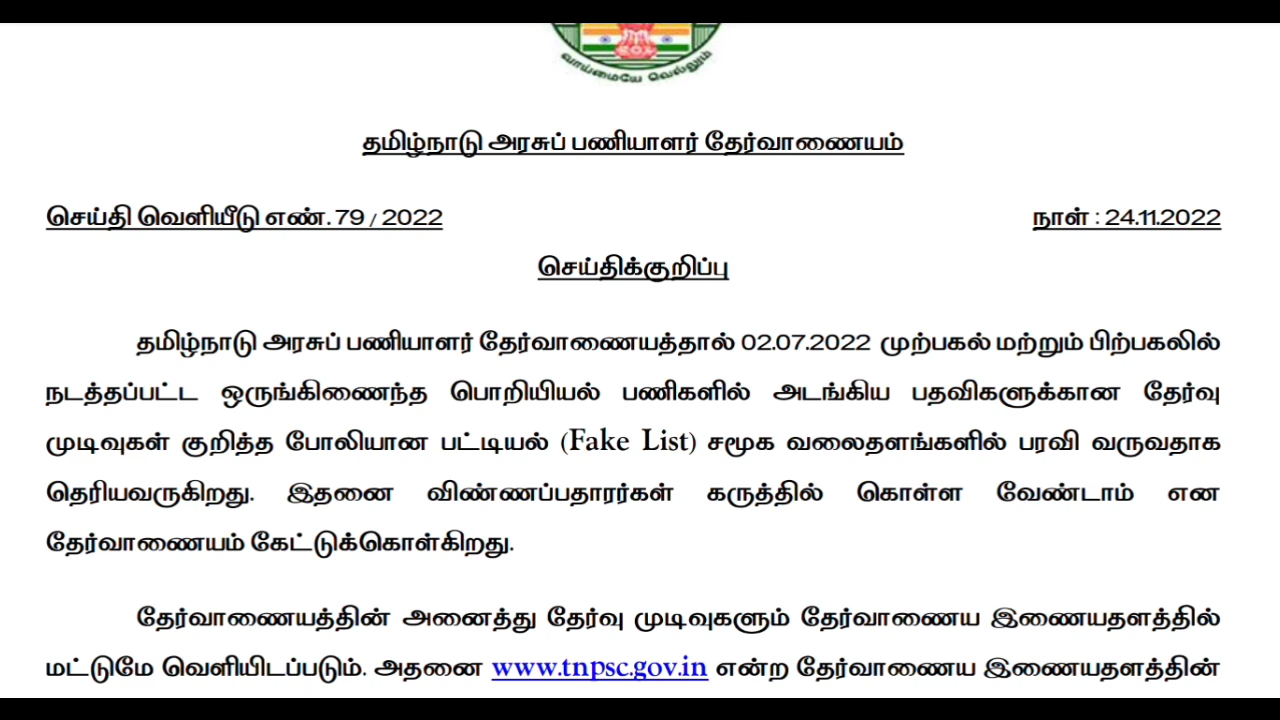 வாய்மையே வெல்லும்
தமிழ்நாடு அரசுப் பணியாளர் தேர்வாணையம்
செய்தி வெளியீடு எண். 79 / 2022 நாள் : 24.11.2022
செய்திக்குறிப்பு
தமிழ்நாடு அரசுப் பணியாளர் தேர்வாணையத்தால் 02.07.2022 முற்பகல் மற்றும் பிற்பகலில்
நடத்தப்பட்ட ஒருங்கிணைந்த பொறியியல் பணிகளில் அடங்கிய பதவிகளுக்கான தேர்வு
முடிவுகள் குறித்த போலியான பட்டியல் (Fake List) சமூக வலைதளங்களில் பரவி வருவதாக
தெரியவருகிறது. இதனை விண்ணப்பதாரர்கள் கருத்தில் கொள்ள வேண்டாம் என
தேர்வாணையம் கேட்டுக்கொள்கிறது.
தேர்வாணையத்தின் அனைத்து தேர்வு முடிவுகளும் தேர்வாணைய இணையதளத்தில்
மட்டுமே வெளியிடப்படும். அதனை www.tnpsc.gov.in என்ற தேர்வாணைய இணையதளத்தின்